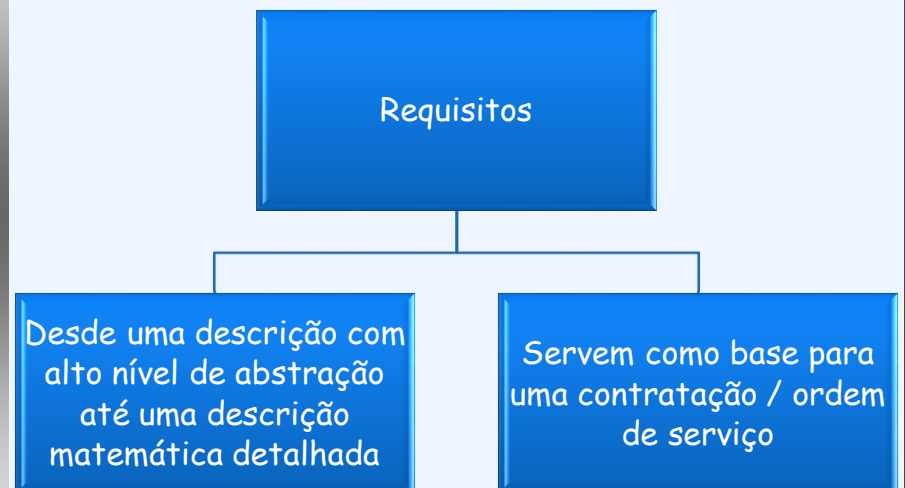 Requisitos
Desde uma descrição com
alto nível de abstração
até uma descrição
matemática detalhada
Servem como base para
uma contratação / ordem
de serviço